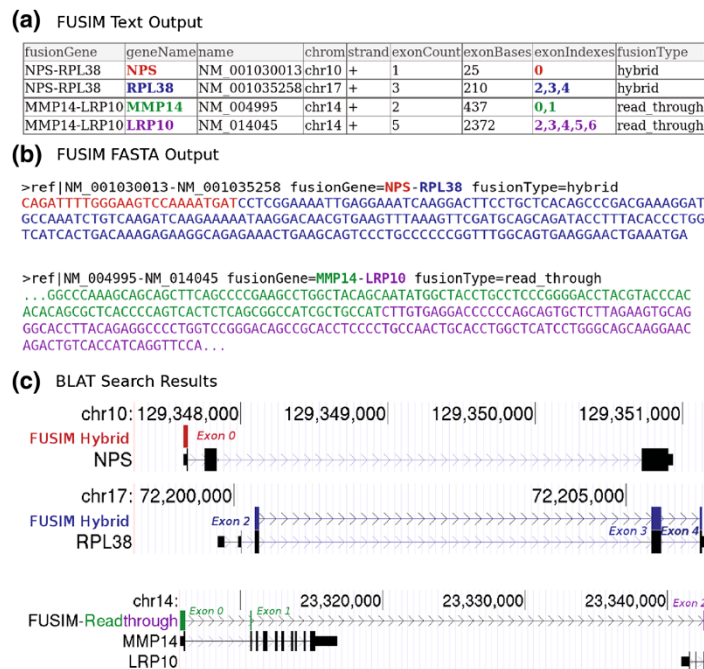 (a) FUSIM Text Output
fusionGene geneName name chrom strand exonCount exonBases exonIndexes fusionType
NPS-RPL38 NPS NM_001030013 chr10 + 1 25 0 hybrid
NPS-RPL38 RPL38 NM_001035258 chr17 + 3 210 2,3,4 hybrid
MMP14-LRP10 MMP14 NM_004995 chr14 + 2 437 0,1 read_through
MMP14-LRP10 LRP10 NM_014045 chr14 + 5 2372 2,3,4,5,6 read_through
(b) FUSIM FASTA Output
>ref|NM_001030013-NM_001035258 fusionGene=NPS-RPL38 fusionType=hybrid
CAGATTTTGGGAAGTCCAAAATGATCCTCGGAAAATTGAGGAAATCAAGGACTTCCTGCTCACAGCCCGACGAAAGGAT
GCCAAATCTGTCAAGATCAAGAAAAATAAGGACAACGTGAAGTTTAAAGTTCGATGCAGCAGATACCTTTACACCCTGG
TCATCACTGACAAAGAGAAGGCAGAGAAACTGAAGCAGTCCCTGCCCCCCGGTTTGGCAGTGAAGGAACTGAAATGA
>ref|NM_004995-NM_014045 fusionGene=MMP14-LRP10 fusionType=read_through
...GGCCCAAAGCAGCAGCTTCAGCCCCGAAGCCTGGCTACAGCAATATGGCTACCTGCCTCCCGGGGACCTACGTACCCAC
ACACAGCGCTCACCCCAGTCACTCTCAGCGGCCATCGCTGCCATCTTGTGAGGACCCCCCAGCAGTGCTCTTAGAAGTGCAG
GGCACCTTACAGAGGCCCCTGGTCCGGGACAGCCGCACCTCCCCTGCCAACTGCACCTGGCTCATCCTGGGCAGCAAGGAAC
AGACTGTCACCATCAGGTTCCA...
(c) BLAT Search Results
chr10: 129,348,000 129,349,000 129,350,000 129,351,000
FUSIM Hybrid Exon 0
NPS
chr17: 72,200,000 72,205,000
FUSIM Hybrid Exon 2 Exon 3 Exon 4
RPL38
chr14: 23,320,000 23,330,000 23,340,000
FUSIM-Readthrough Exon 0 Exon 1
MMP14
LRP10